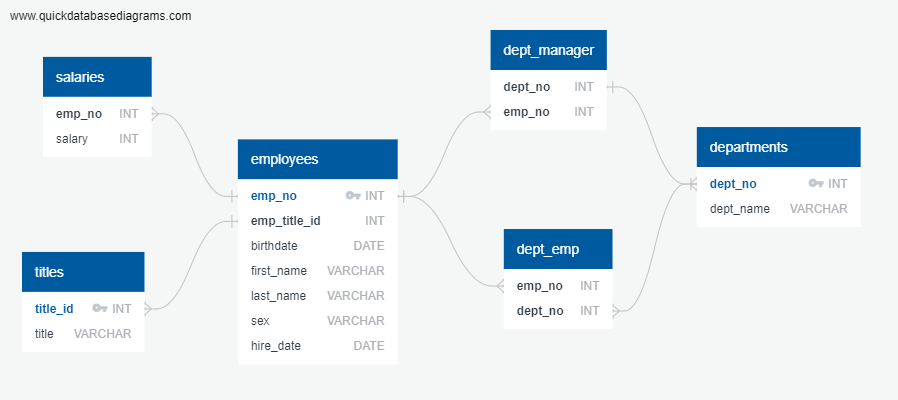 www.quickdatabasediagrams.com
salaries
emp_no INT
salary INT
titles
title_id INT
title VARCHAR
employees
emp_no INT
emp_title_id INT
birthdate DATE
first_name VARCHAR
last_name VARCHAR
sex VARCHAR
hire_date DATE
dept_manager
dept_no INT
emp_no INT
dept_emp
emp_no INT
dept_no INT
departments
dept_no INT
dept_name VARCHAR